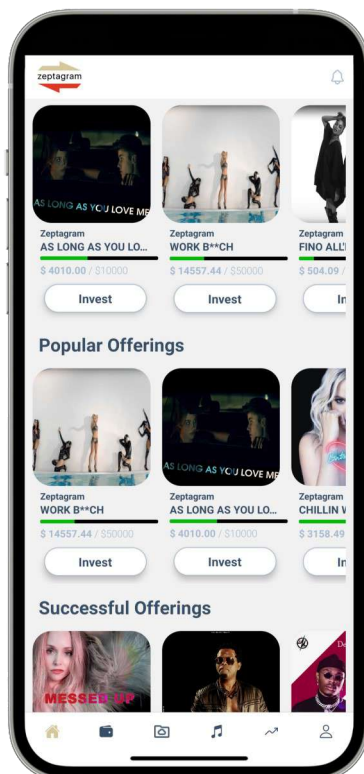 zeptagram
AS LONG AS YOU LOVE ME
Zeptagram
AS LONG AS YOU LO...
$ 4010.00 / $10000
Invest
Zeptagram
WORK B**CH
$ 14557.44 / $50000
Invest
Zeptagram
FINO ALL'
$ 504.09 /
In
Popular Offerings
AS LONG AS YOU LOVE ME
Zeptagram
WORK B**CH
$ 14557.44 / $50000
Invest
Zeptagram
AS LONG AS YOU LO...
$ 4010.00 / $10000
Invest
Zeptagram
CHILLIN W
$ 3158.49
In
Successful Offerings
MESSED UP
De